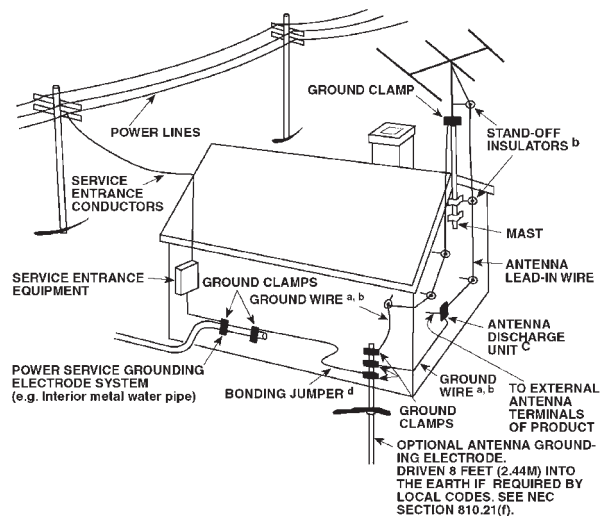 GROUND CLAMP
POWER LINES
STAND-OFF
INSULATORS b
SERVICE
ENTRANCE
CONDUCTORS
MAST
ANTENNA
LEAD-IN WIRE
SERVICE ENTRANCE
EQUIPMENT
GROUND CLAMPS
GROUND WIRE a, b
ANTENNA
DISCHARGE
UNIT C
POWER SERVICE GROUNDING
ELECTRODE SYSTEM
(e.g. Interior metal water pipe)
BONDING JUMPER d
GROUND
WIRE a, b
GROUND
CLAMPS
TO EXTERNAL
ANTENNA
TERMINALS
OF PRODUCT
OPTIONAL ANTENNA GROUND-
ING ELECTRODE.
DRIVEN 8 FEET (2.44M) INTO
THE EARTH IF REQUIRED BY
LOCAL CODES. SEE NEC
SECTION 810.21(f).